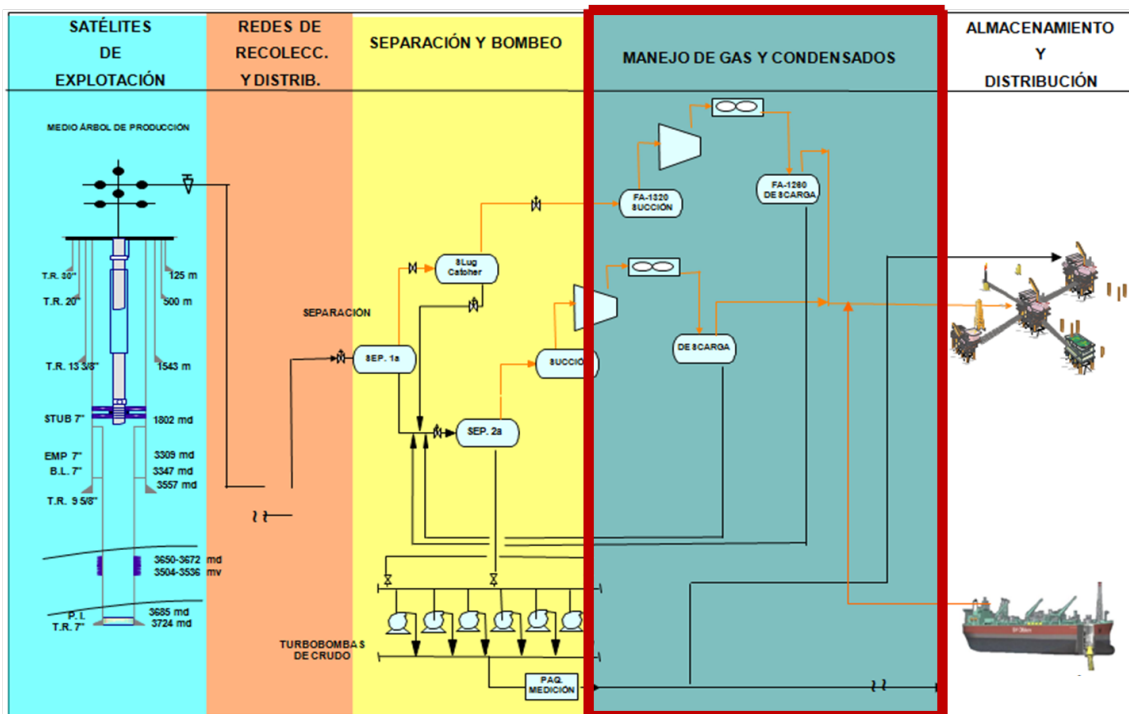 SATÉLITES
DE
EXPLOTACIÓN
REDES DE
RECOLECC.
Y DISTRIB.
SEPARACIÓN Y BOMBEO
MANEJO DE GAS Y CONDENSADOS
ALMACENAMIENTO
Y
DISTRIBUCIÓN
MEDIO ÁRBOL DE PRODUCCIÓN
T.R. 30"
125 m
T.R. 20"
500 m
T.R. 13 3/8"
1543 m
STUB 7"
1802 md
EMP 7"
3309 md
B.L. 7"
3347 md
3557 md
T.R. 9 5/8"
3650-3672 md
3504-3536 mv
P.I.
3685 md
T.R. 7"
3724 md
SEPARACIÓN
SEP. 1a
SLug
Catcher
SEP. 2a
SUCCIÓN
TURBOBOMBAS
DE CRUDO
PAQ.
MEDICIÓN
FA-1320
SUCCIÓN
FA-1260
DESCARGA
DESCARGA